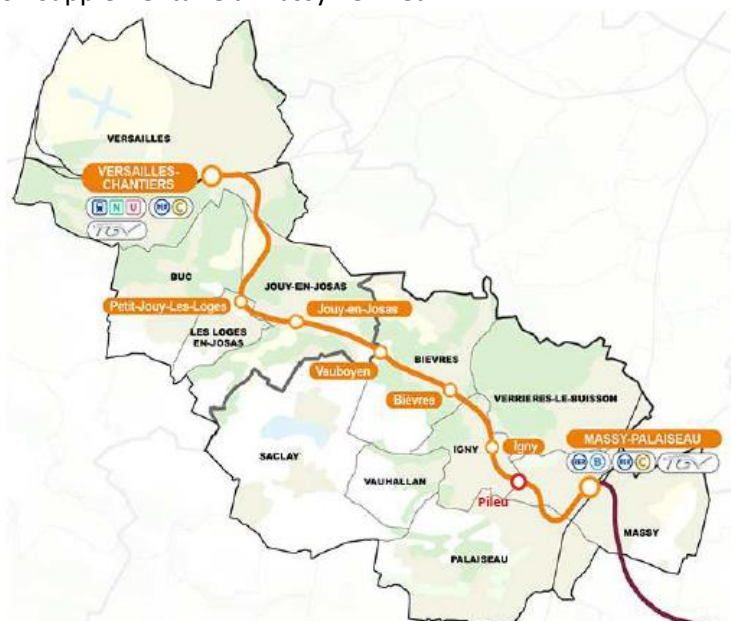 VERSAILLES
VERSAILLES-
CHANTIERS
N U RER C
TGV
BUC
JOUY-EN-JOSAS
Petit-Jouy-Les-Loges
Jouy-en-Josas
LES LOGES
EN-JOSAS
Vauboyen
BIEVRES
Bièvres
VERRIERES-LE-BUISSON
MASSY-PALAISEAU
RER B RER C TGV
IGNY
Igny
SACLAY
VAUHALLAN
Pileu
MASSY
PALAISEAU